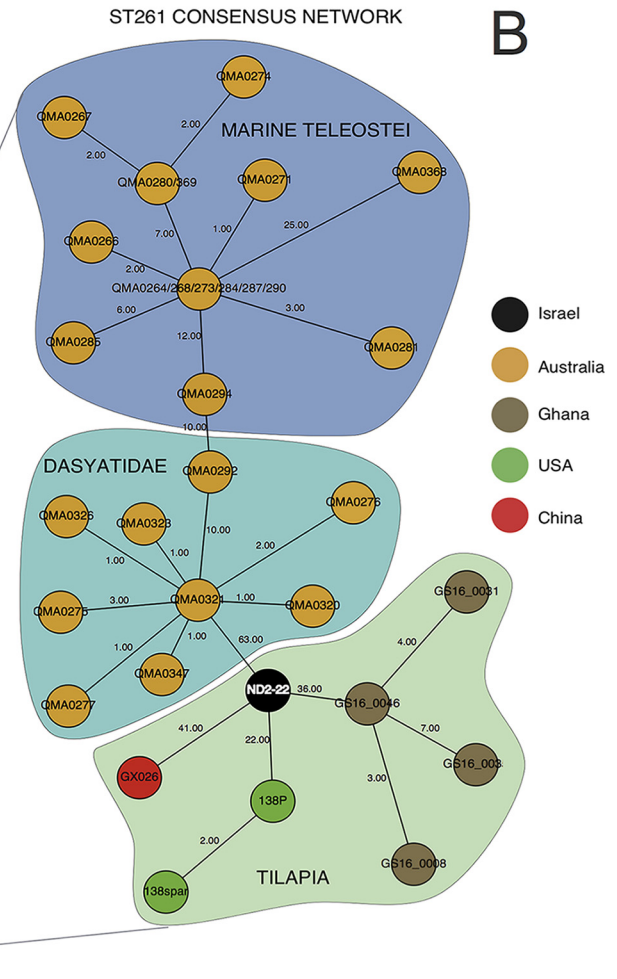 ST261 CONSENSUS NETWORK
B
QMA0274
QMA0267
2.00
MARINE TELEOSTEI
2.00
QMA0280/369
QMA0271
QMA0368
7.00
1.00
25.00
QMA0266
2.00
QMA0264/268/273/284/287/290
6.00
3.00
12.00
QMA0285
QMA0281
QMA0294
10.00
DASYATIDAE
QMA0292
QMA0326
QMA0323
QMA0276
10.00
1.00
1.00
2.00
QMA0275
3.00
QMA0321
1.00
QMA0320
1.00
1.00
63.00
QMA0347
QMA0277
Israel
Australia
Ghana
USA
China
GS16_0031
4.00
ND2-22
36.00
GS16_0046
41.00
22.00
7.00
GX026
GS16_003
138P
3.00
2.00
GS16_0008
138spar
TILAPIA